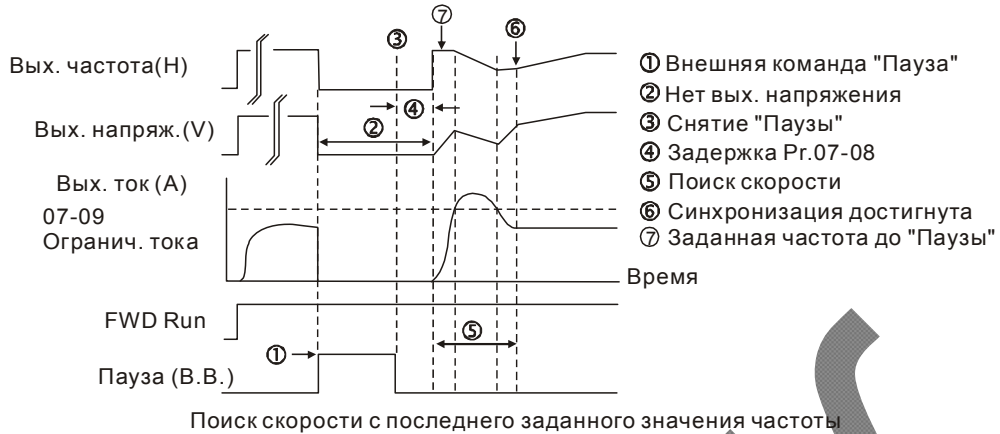 ⑦
⑥
③
Вых. частота(H)
④
②
Вых. напряж.(V)
Вых. ток (A)
07-09
Огранич. тока
Время
FWD Run
⑤
①
Пауза (B.B.)
① Внешняя команда "Пауза"
② Нет вых. напряжения
③ Снятие "Паузы"
④ Задержка Pr.07-08
⑤ Поиск скорости
⑥ Синхронизация достигнута
⑦ Заданная частота до "Паузы"
Поиск скорости с последнего заданного значения частоты